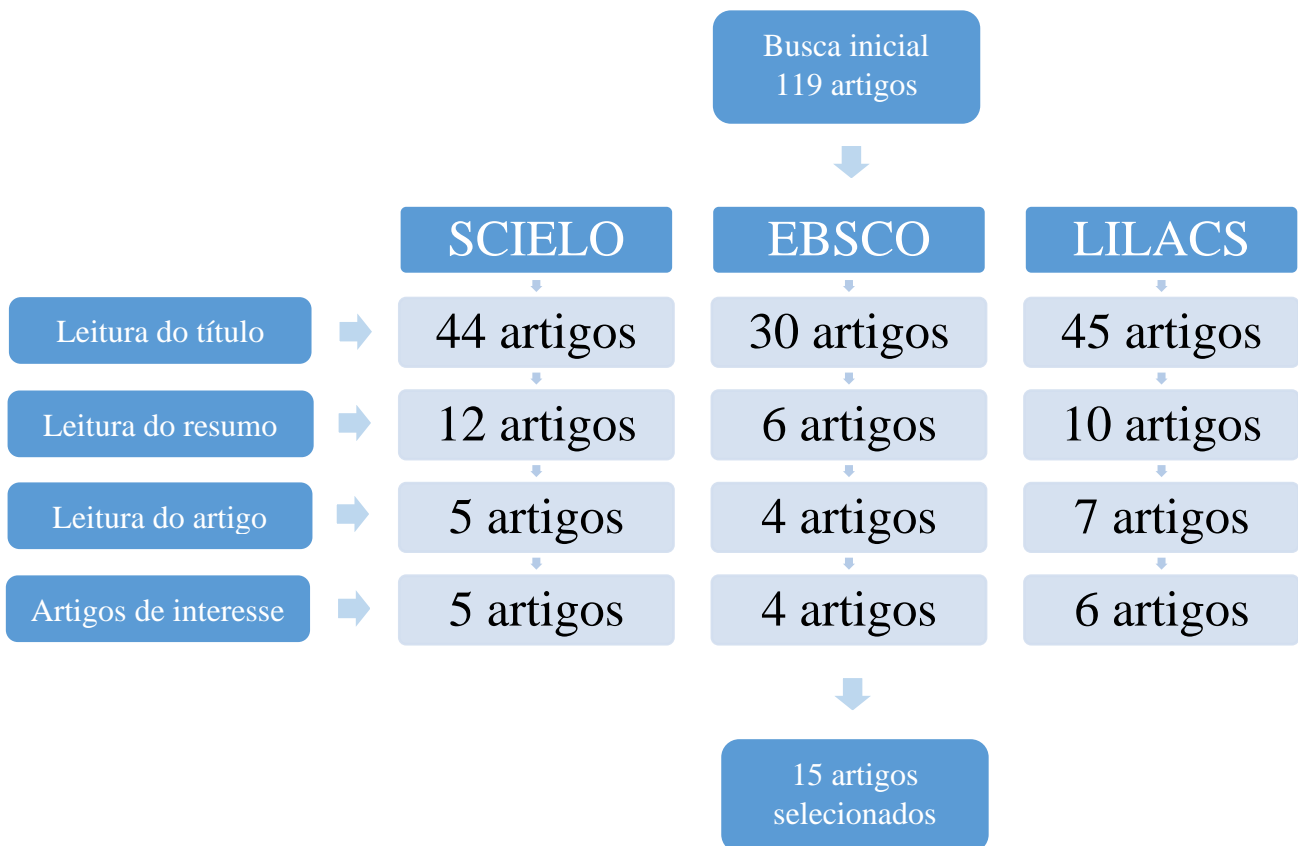 Busca inicial
119 artigos
SCIELO
EBSCO
LILACS
Leitura do título
44 artigos
30 artigos
45 artigos
Leitura do resumo
12 artigos
6 artigos
10 artigos
Leitura do artigo
5 artigos
4 artigos
7 artigos
Artigos de interesse
5 artigos
4 artigos
6 artigos
15 artigos
selecionados